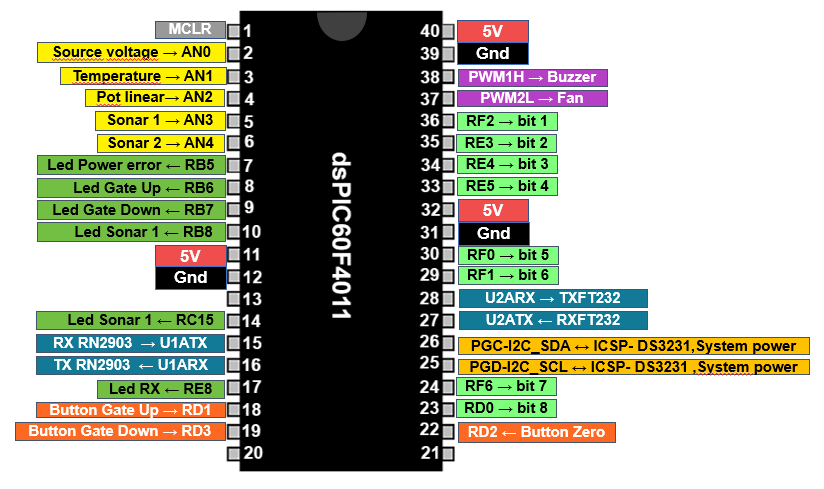 MCLR 1
Source voltage → AN0 2
Temperature → AN1 3
Pot linear→ AN2 4
Sonar 1 → AN3 5
Sonar 2 → AN4 6
Led Power error ← RB5 7
Led Gate Up ← RB6 8
Led Gate Down ← RB7 9
Led Sonar 1 ← RB8 10
5V 11
Gnd 12
13
Led Sonar 1 ← RC15 14
RX RN2903 → U1ATX 15
TX RN2903 ← U1ARX 16
Led RX ← RE8 17
Button Gate Up → RD1 18
Button Gate Down → RD3 19
20
dsPIC60F4011
40 5V
39 Gnd
38 PWM1H → Buzzer
37 PWM2L → Fan
36 RF2 → bit 1
35 RE3 → bit 2
34 RE4 → bit 3
33 RE5 → bit 4
32 5V
31 Gnd
30 RF0 → bit 5
29 RF1 → bit 6
28 U2ARX → TXFT232
27 U2ATX ← RXFT232
26 PGC-I2C_SDA ↔ ICSP- DS3231,System power
25 PGD-I2C_SCL ↔ ICSP- DS3231 ,System power
24 RF6 → bit 7
23 RD0 → bit 8
22 RD2 ← Button Zero
21